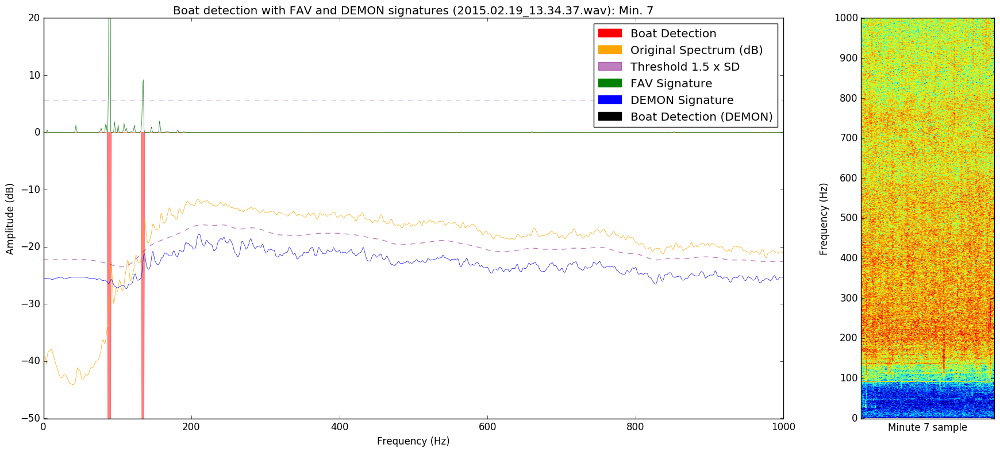 Boat detection with FAV and DEMON signatures (2015.02.19_13.34.37.wav): Min. 7
Boat Detection
Original Spectrum (dB)
Threshold 1.5 x SD
FAV Signature
DEMON Signature
Boat Detection (DEMON)
Amplitude (dB)
20
10
0
−10
−20
−30
−40
−50
0
200
400
600
800
1000
Frequency (Hz)
Frequency (Hz)
1000
900
800
700
600
500
400
300
200
100
0
Minute 7 sample